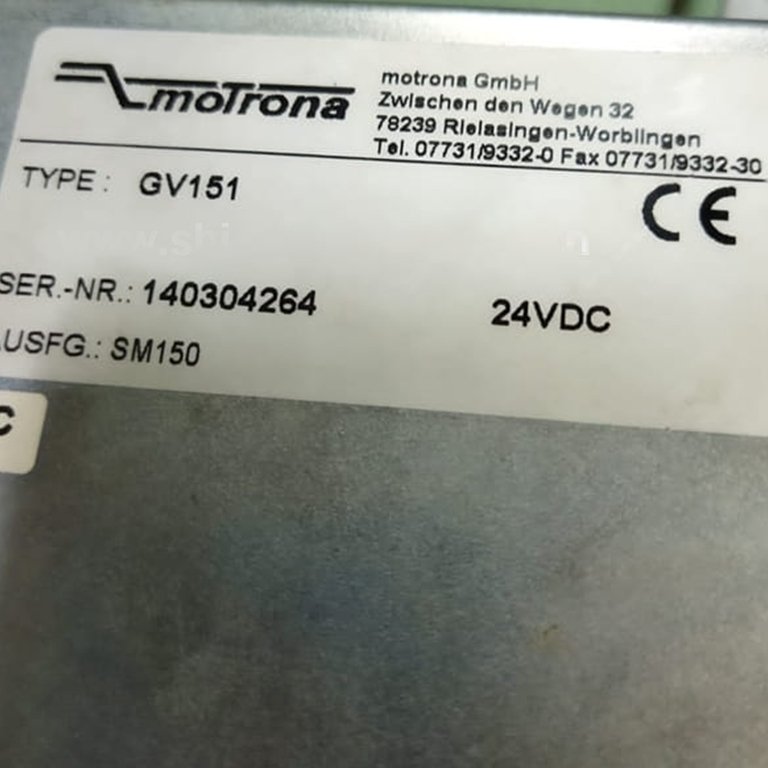 motrona
motrona GmbH
Zwischen den Wegen 32
78239 Rielasingen-Worblingen
Tel. 07731/9332-0 Fax 07731/9332-30
TYPE: GV151
CE
SER.-NR.: 140304264
24VDC
AUSFG.: SM150
C